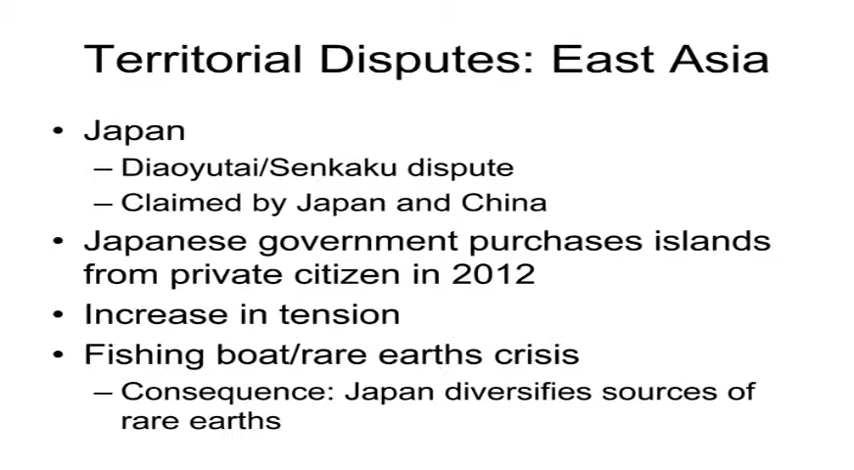 Territorial Disputes: East Asia
• Japan
– Diaoyutai/Senkaku dispute
– Claimed by Japan and China
• Japanese government purchases islands
from private citizen in 2012
• Increase in tension
• Fishing boat/rare earths crisis
– Consequence: Japan diversifies sources of
rare earths